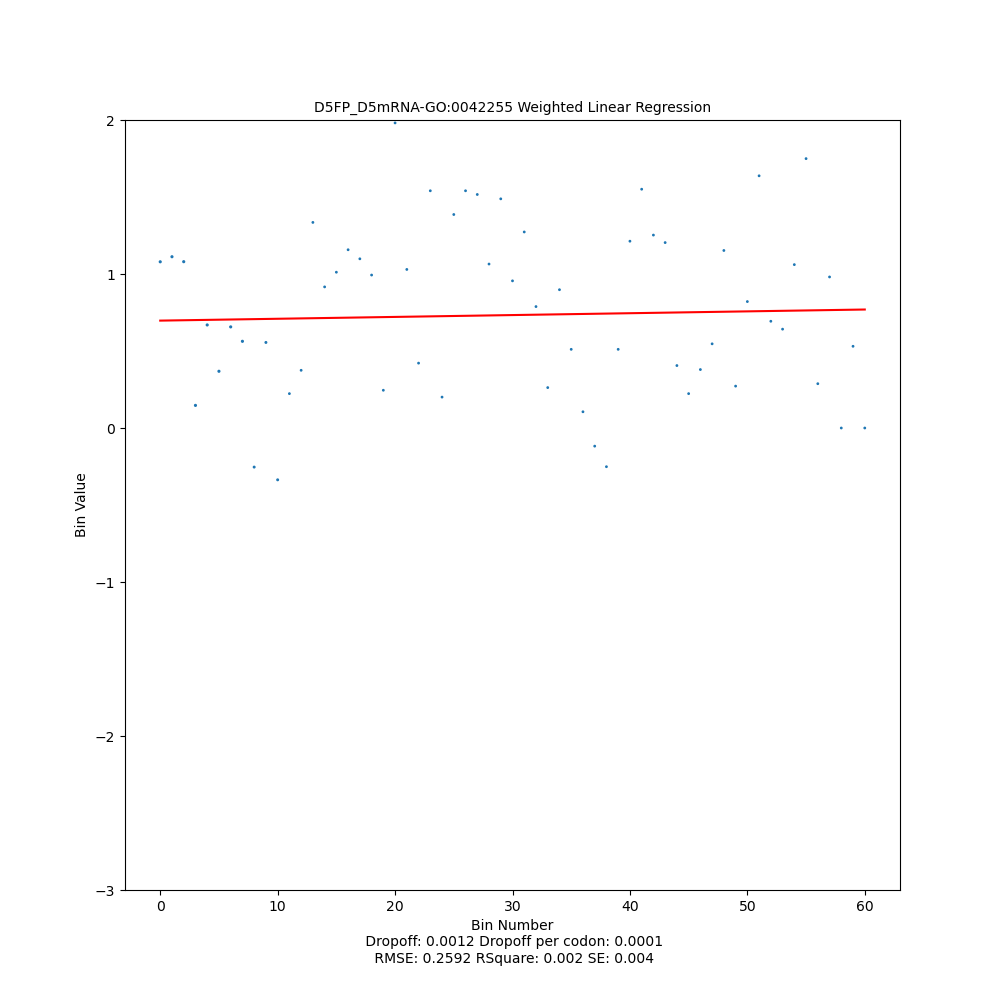 D5FP_D5mRNA-GO:0042255 Weighted Linear Regression
2
1
0
−1
−2
−3
Bin Value
0 10 20 30 40 50 60
Bin Number
Dropoff: 0.0012 Dropoff per codon: 0.0001
RMSE: 0.2592 RSquare: 0.002 SE: 0.004